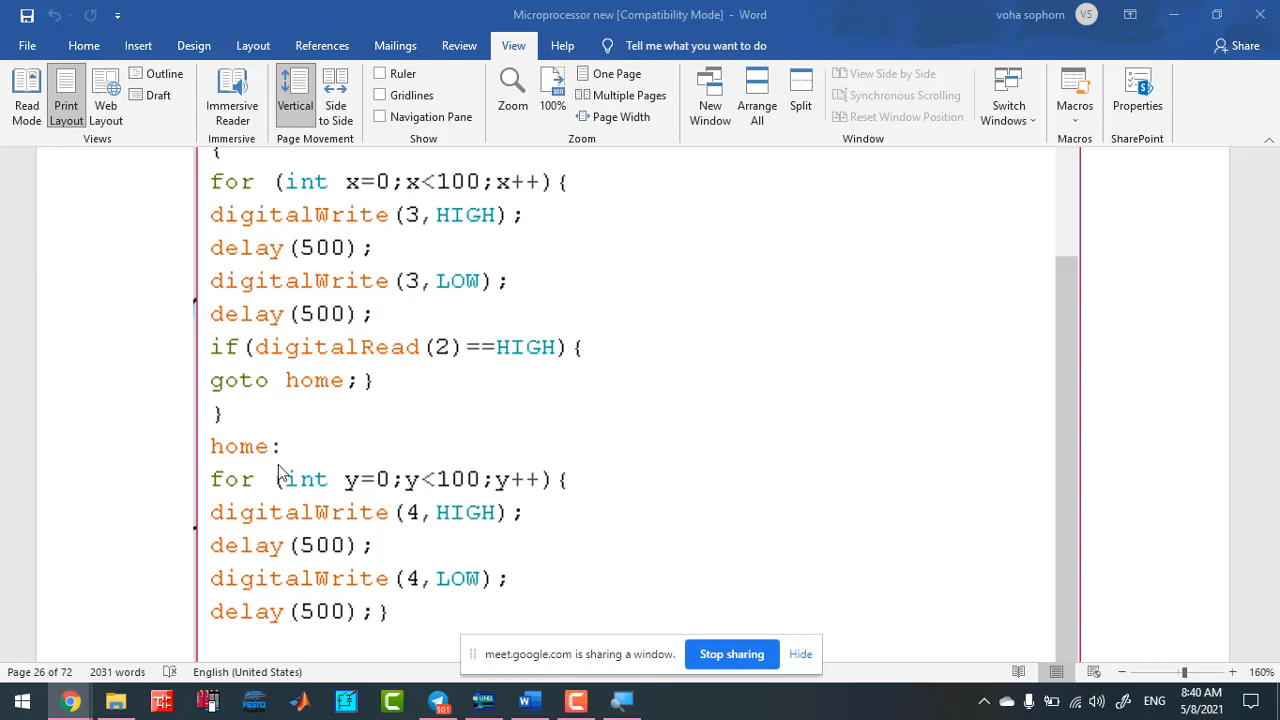 Microprocessor new [Compatibility Mode] - Word
voha sophorn
VS
File Home Insert Design Layout References Mailings Review View Help Tell me what you want to do Share
Read Mode
Print Layout
Web Layout
Outline
Draft
Views
Immersive Reader
Immersive
Vertical
Side to Side
Page Movement
Ruler
Gridlines
Navigation Pane
Show
Zoom
100%
One Page
Multiple Pages
Page Width
Zoom
New Window
Arrange All
Split
View Side by Side
Synchronous Scrolling
Reset Window Position
Switch Windows
Window
Macros
Macros
Properties
SharePoint
{
for (int x=0;x<100;x++){
digitalWrite(3,HIGH);
delay(500);
digitalWrite(3,LOW);
delay(500);
if(digitalRead(2)==HIGH){
goto home;}
}
home:
for (int y=0;y<100;y++){
digitalWrite(4,HIGH);
delay(500);
digitalWrite(4,LOW);
delay(500);}
meet.google.com is sharing a window. Stop sharing Hide
Page 26 of 72 2031 words English (United States) 160%
FESTO
501
UNO
ENG
8:40 AM
5/8/2021